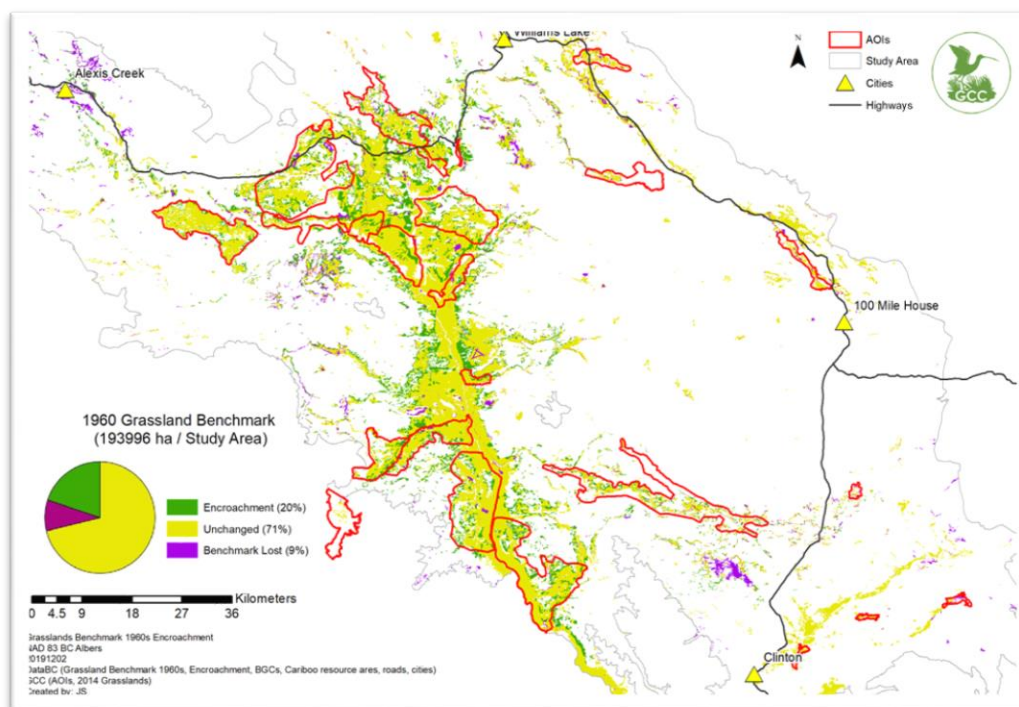 Williams Lake
Alexis Creek
N
AOIs
Study Area
Cities
Highways
GCC
100 Mile House
1960 Grassland Benchmark
(193996 ha / Study Area)
Encroachment (20%)
Unchanged (71%)
Benchmark Lost (9%)
Kilometers
0 4.5 9 18 27 36
Grasslands Benchmark 1960s Encroachment
NAD 83 BC Albers
20191202
DataBC (Grassland Benchmark 1960s, Encroachment, BGCs, Cariboo resource ares, roads, cities)
GCC (AOIs, 2014 Grasslands)
Created by: JS
Clinton